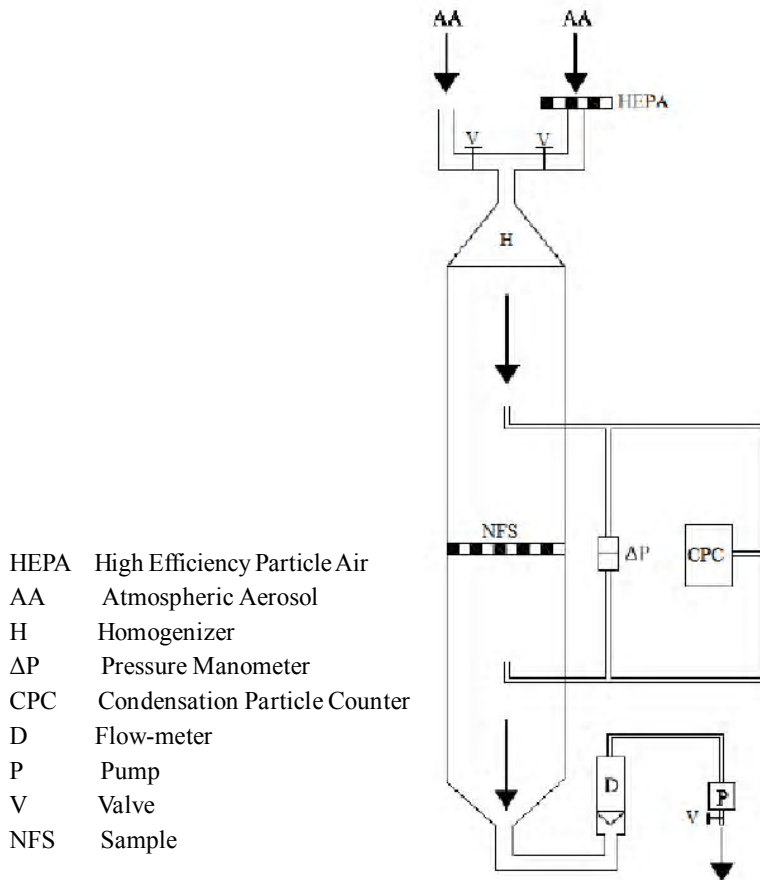 AA AA
HEPA
V V
H
NFS
ΔP CPC
HEPA High Efficiency Particle Air
AA Atmospheric Aerosol
H Homogenizer
ΔP Pressure Manometer
CPC Condensation Particle Counter
D Flow-meter
P Pump
V Valve
NFS Sample
D
P
V